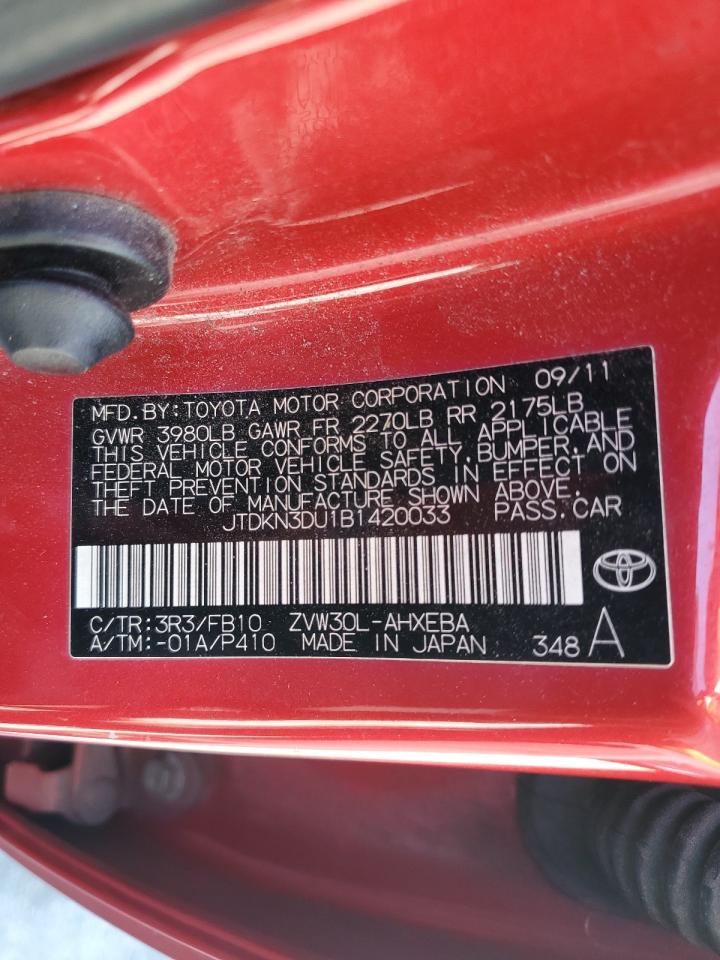 MFD. BY: TOYOTA MOTOR CORPORATION 09/11
GVWR 3980LB GAWR FR 2270LB RR 2175LB
THIS VEHICLE CONFORMS TO ALL APPLICABLE
FEDERAL MOTOR VEHICLE SAFETY, BUMPER, AND
THEFT PREVENTION STANDARDS IN EFFECT ON
THE DATE OF MANUFACTURE SHOWN ABOVE.
JTDKN3DU1B1420033 PASS. CAR
C/TR: 3R3/FB10 ZVW30L-AHXEBA
A/TM: -01A/P410 MADE IN JAPAN 348 A